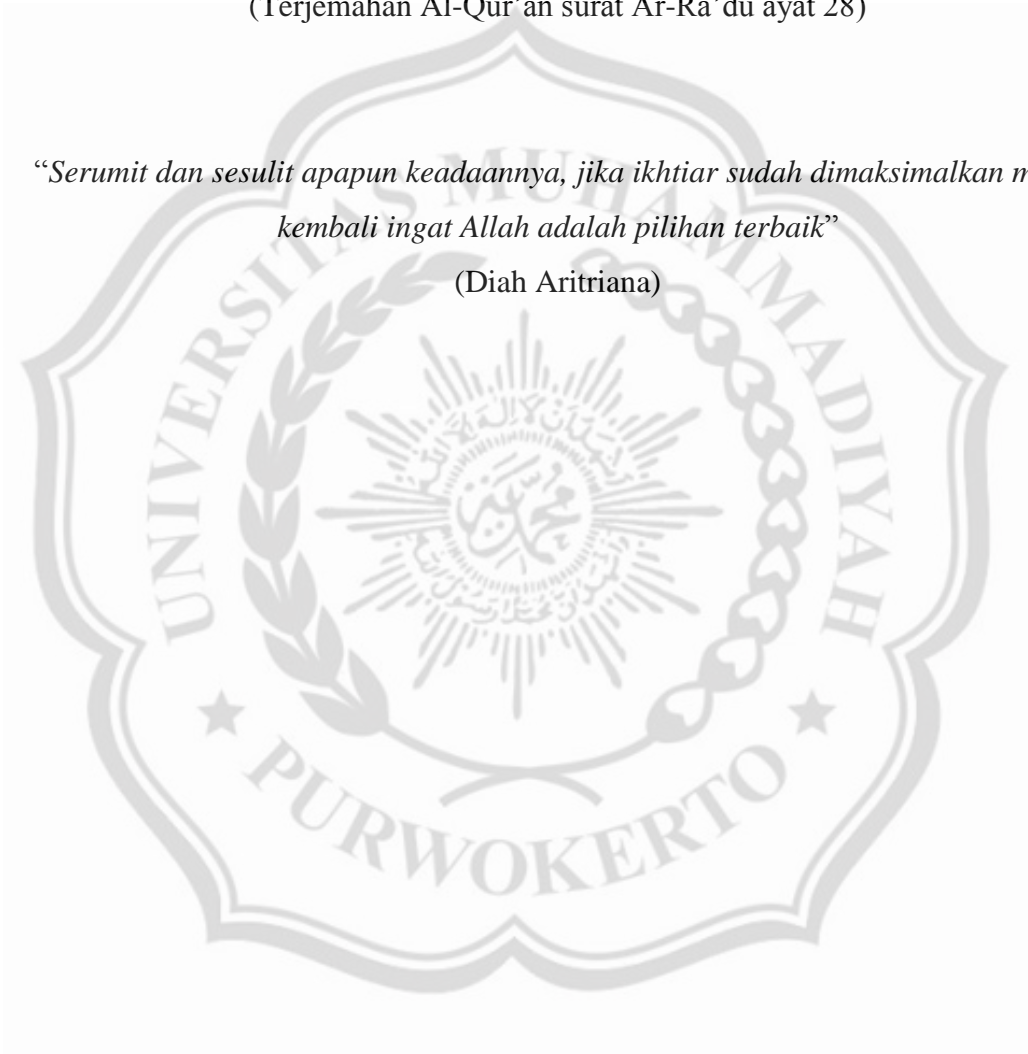 (Terjemahan Al-Qur’an surat Ar-Ra’du ayat 28)
“Serumit dan sesulit apapun keadaannya, jika ikhtiar sudah dimaksimalkan
kembali ingat Allah adalah pilihan terbaik”
(Diah Aritriana)
UNIVERSITAS MUHAMMADIYAH
PURWOKERTO